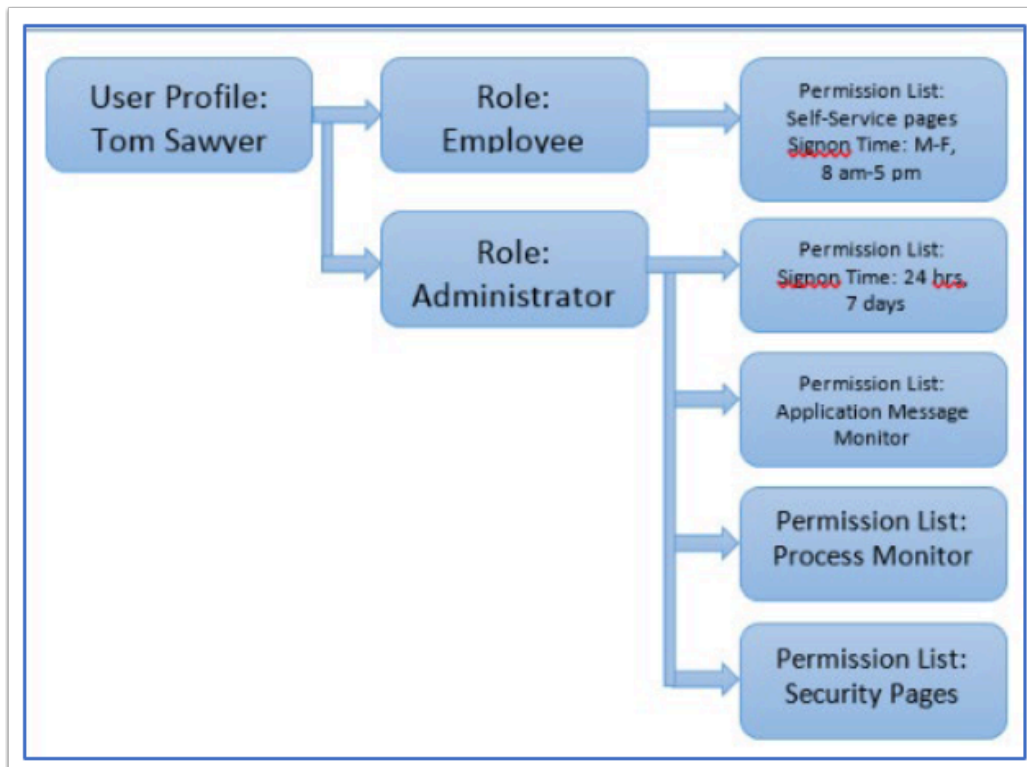 User Profile:
Tom Sawyer
Role:
Employee
Permission List:
Self-Service pages
Signon Time: M-F,
8 am-5 pm
Role:
Administrator
Permission List:
Signon Time: 24 hrs,
7 days
Permission List:
Application Message
Monitor
Permission List:
Process Monitor
Permission List:
Security Pages